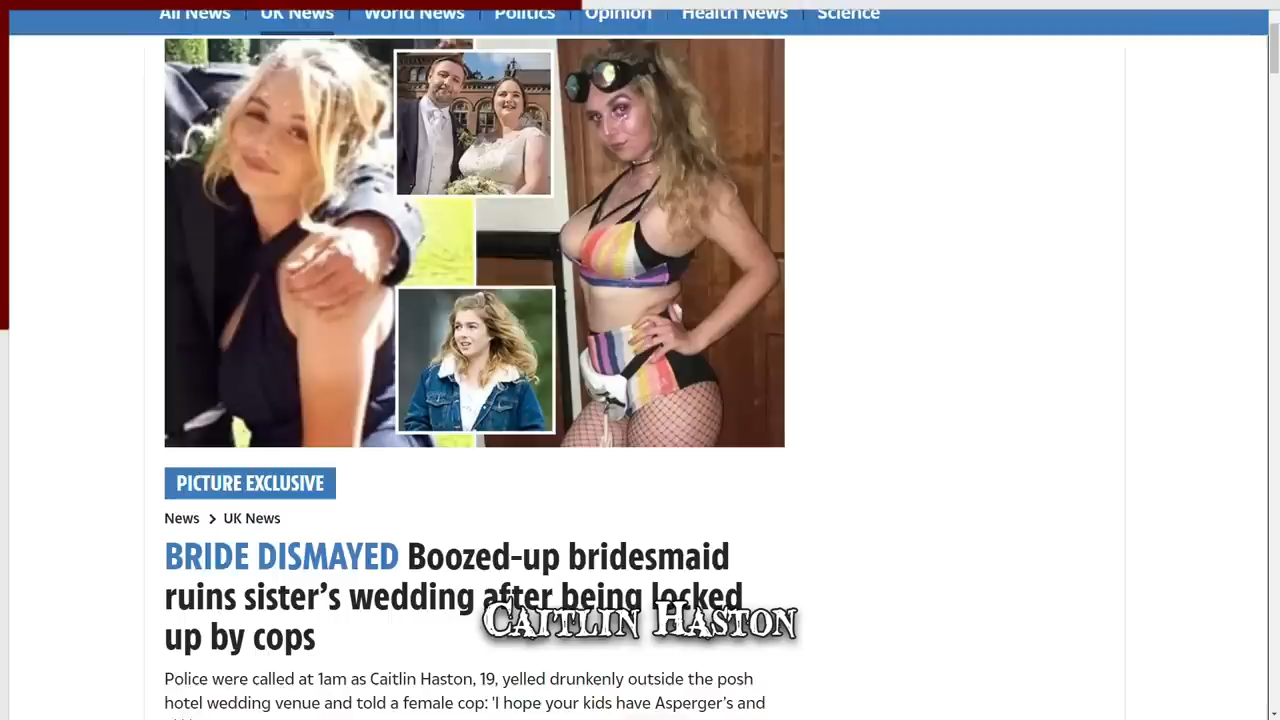 All News UK News World News Politics Opinion Health News Science
PICTURE EXCLUSIVE
News > UK News
BRIDE DISMAYED Boozed-up bridesmaid
ruins sister’s wedding after being locked
up by cops
CAITLIN HASTON
Police were called at 1am as Caitlin Haston, 19, yelled drunkenly outside the posh
hotel wedding venue and told a female cop: 'I hope your kids have Asperger’s and